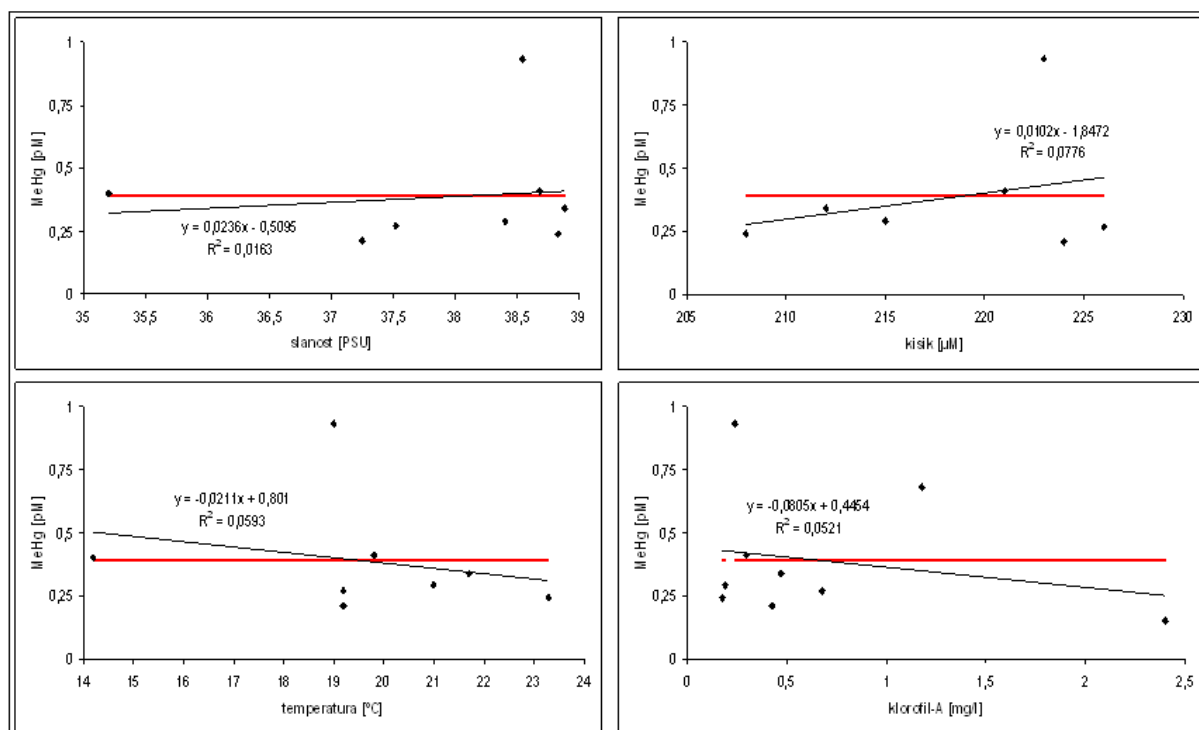 1
0,75
0,5
0,25
0
MeHg [pM]
y = 0,0236x - 0,5095
R² = 0,0163
35 35,5 36 36,5 37 37,5 38 38,5 39
slanost [PSU]
1
0,75
0,5
0,25
0
MeHg [pM]
y = 0,0102x - 1,8472
R² = 0,0776
205 210 215 220 225 230
kisik [µM]
1
0,75
0,5
0,25
0
MeHg [pM]
y = -0,0211x + 0,801
R² = 0,0593
14 15 16 17 18 19 20 21 22 23 24
temperatura [°C]
1
0,75
0,5
0,25
0
MeHg [pM]
y = -0,0805x + 0,4454
R² = 0,0521
0 0,5 1 1,5 2 2,5
klorofil-A [mg/l]